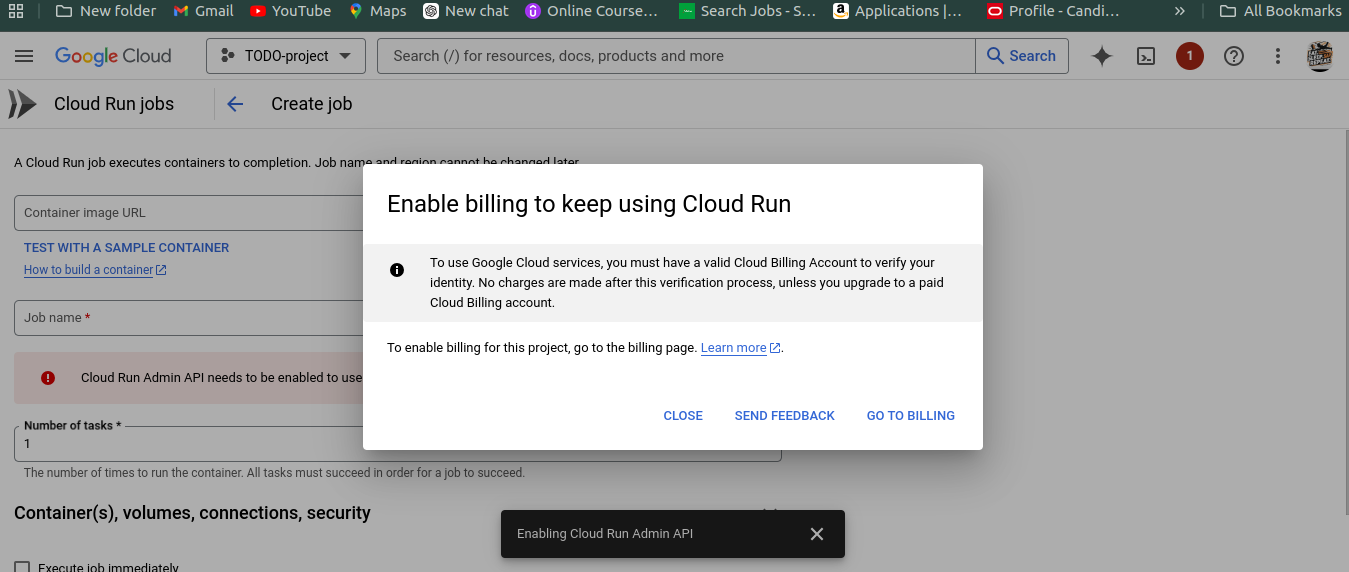 New folder Gmail YouTube Maps New chat Online Course... Search Jobs - S... Applications |... Profile - Candi... » All Bookmarks
Google Cloud TODO-project Search (/) for resources, docs, products and more Search 1
Cloud Run jobs Create job
A Cloud Run job executes containers to completion. Job name and region cannot be changed later
Container image URL
TEST WITH A SAMPLE CONTAINER
How to build a container
Job name *
Cloud Run Admin API needs to be enabled to use
Number of tasks *
1
The number of times to run the container. All tasks must succeed in order for a job to succeed.
Container(s), volumes, connections, security
Execute job immediately
Enable billing to keep using Cloud Run
To use Google Cloud services, you must have a valid Cloud Billing Account to verify your
identity. No charges are made after this verification process, unless you upgrade to a paid
Cloud Billing account.
To enable billing for this project, go to the billing page. Learn more.
CLOSE SEND FEEDBACK GO TO BILLING
Enabling Cloud Run Admin API